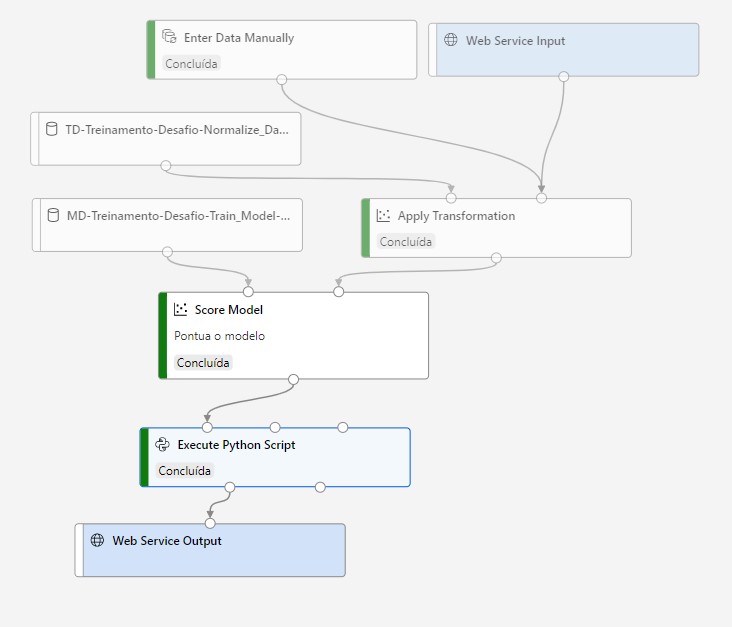 Enter Data Manually
Concluída
Web Service Input
TD-Treinamento-Desafio-Normalize_Da...
MD-Treinamento-Desafio-Train_Model-...
Apply Transformation
Concluída
Score Model
Pontua o modelo
Concluída
Execute Python Script
Concluída
Web Service Output